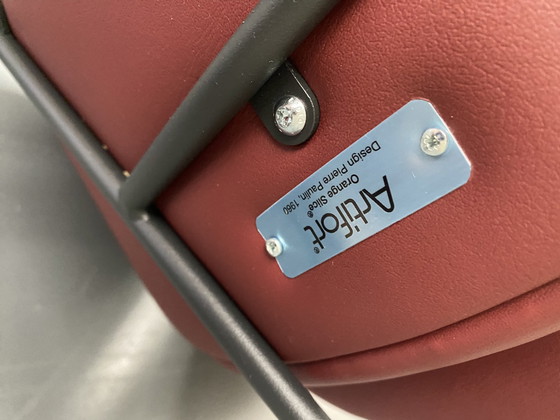 Artifort®
Orange Slice®
Design Pierre Paulin, 1960